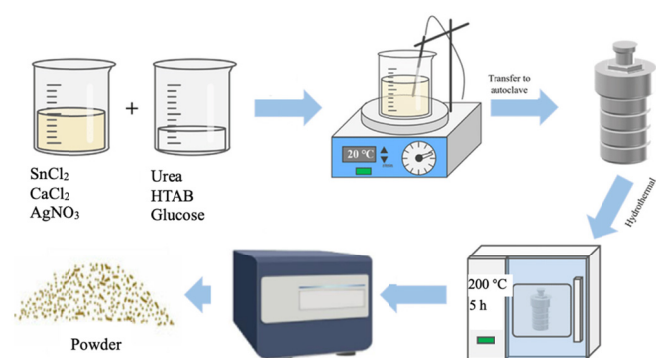 SnCl₂
CaCl₂
AgNO₃
+
Urea
HTAB
Glucose
20 °C
Transfer to
autoclave
Hydrothermal
200 °C
5 h
Powder